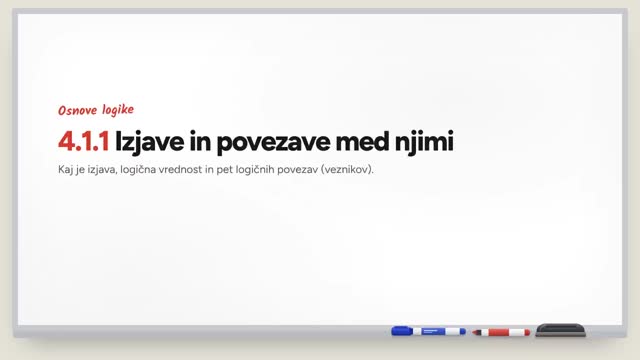 Osnove logike
4.1.1 Izjave in povezave med njimi
Kaj je izjava, logična vrednost in pet logičnih povezav (veznikov).